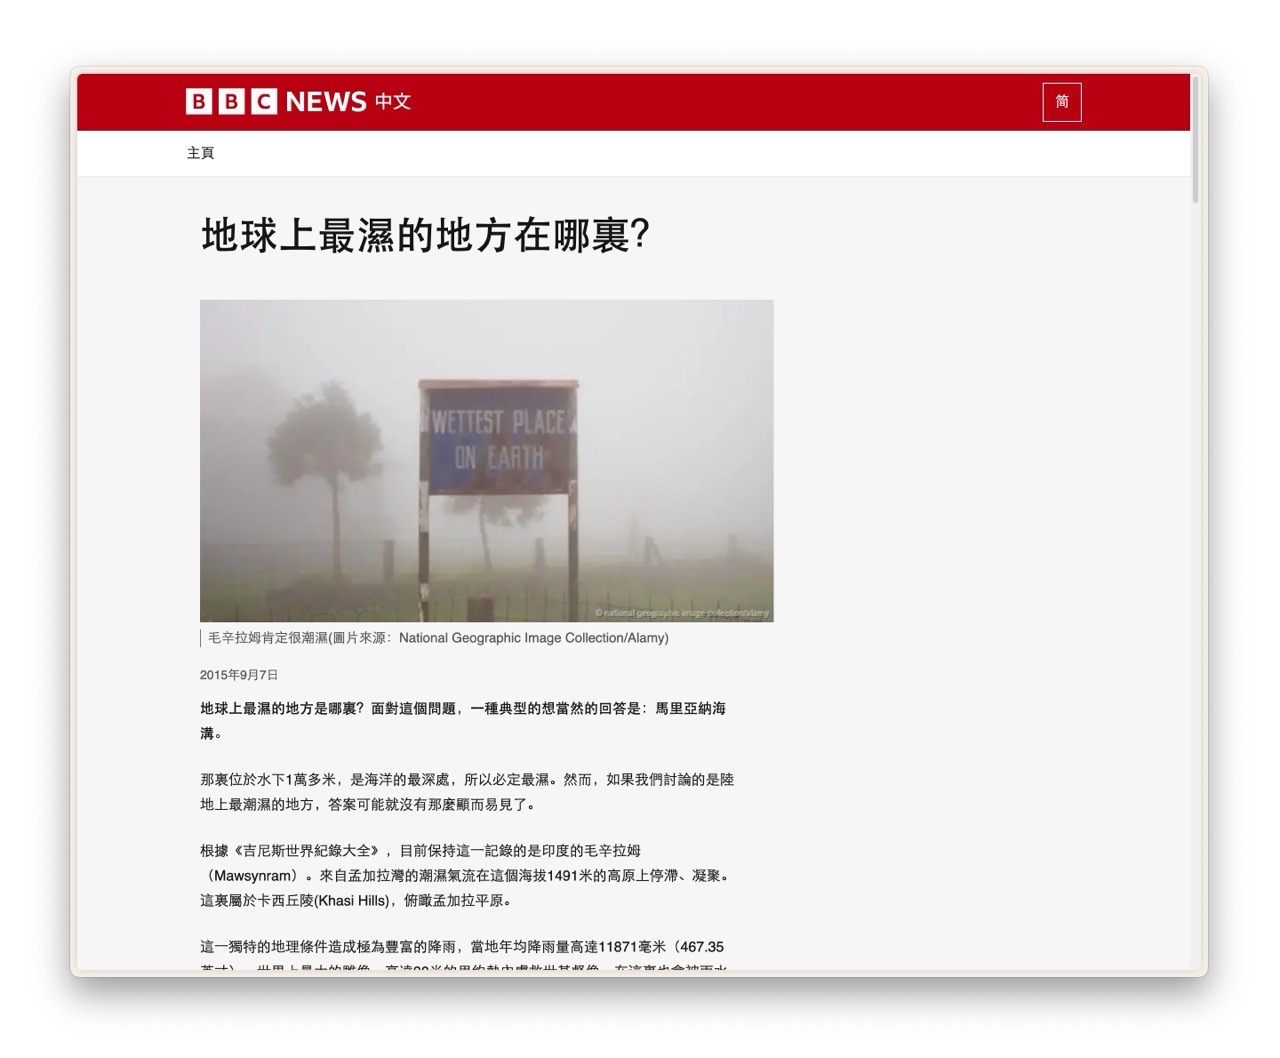 BBC NEWS 中文
简
主頁
地球上最濕的地方在哪裏？
WETTEST PLACE
ON EARTH
© national geographic image collection/alamy
毛辛拉姆肯定很潮濕(圖片來源：National Geographic Image Collection/Alamy)
2015年9月7日
地球上最濕的地方是哪裏？面對這個問題，一種典型的想當然的回答是：馬里亞納海
溝。
那裏位於水下1萬多米，是海洋的最深處，所以必定最濕。然而，如果我們討論的是陸
地上最潮濕的地方，答案可能就沒有那麼顯而易見了。
根據《吉尼斯世界紀錄大全》，目前保持這一記錄的是印度的毛辛拉姆
（Mawsynram）。來自孟加拉灣的潮濕氣流在這個海拔1491米的高原上停滯、凝聚。
這裏屬於卡西丘陵(Khasi Hills)，俯瞰孟加拉平原。
這一獨特的地理條件造成極為豐富的降雨，當地年均降雨量高達11871毫米（467.35